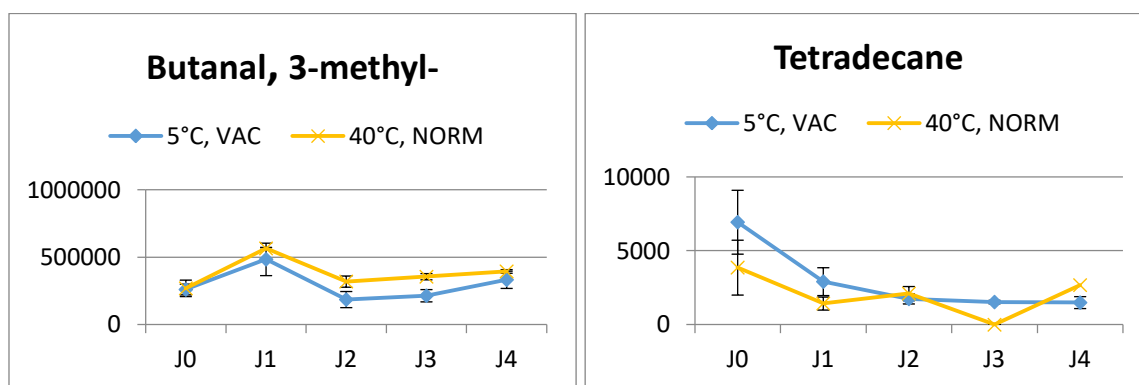 Butanal, 3-methyl-
5°C, VAC 40°C, NORM
1000000
500000
0
J0 J1 J2 J3 J4
Tetradecane
5°C, VAC 40°C, NORM
10000
5000
0
J0 J1 J2 J3 J4